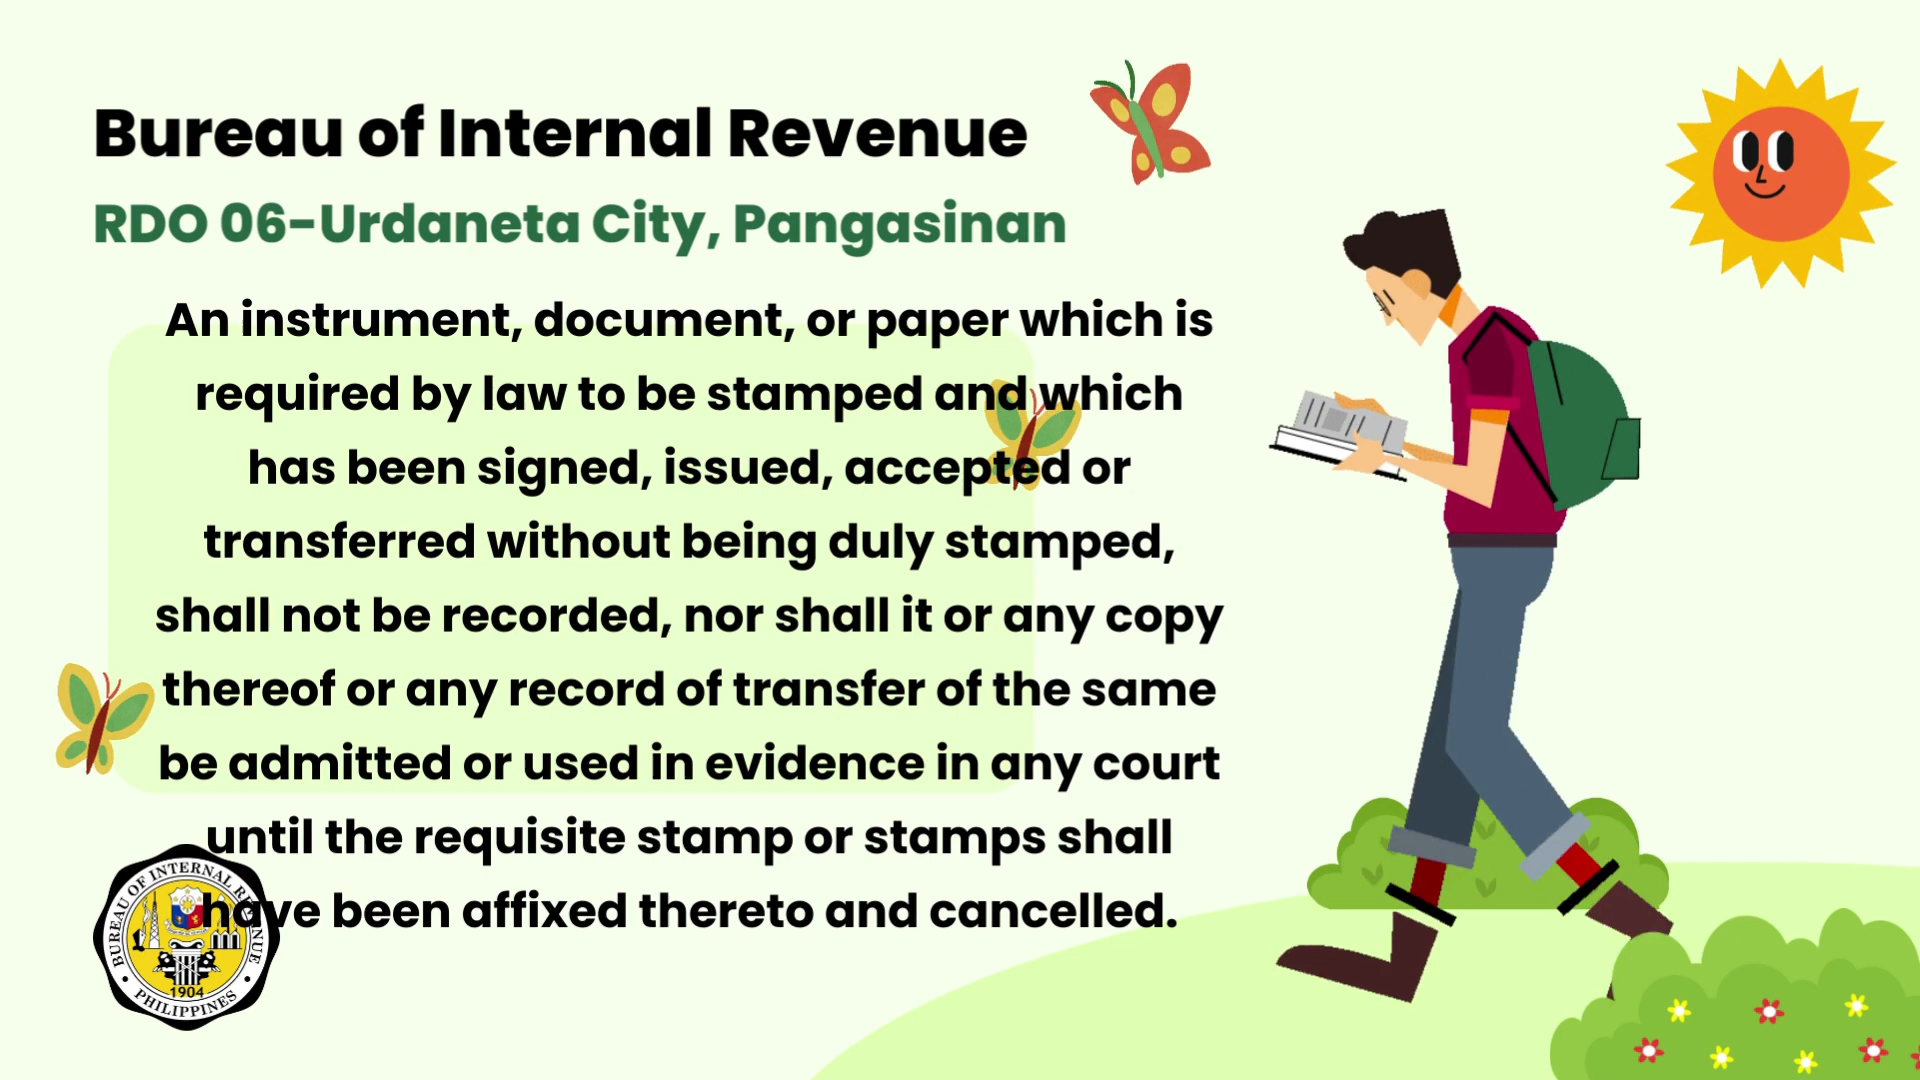 Bureau of Internal Revenue
RDO 06-Urdaneta City, Pangasinan
An instrument, document, or paper which is
required by law to be stamped and which
has been signed, issued, accepted or
transferred without being duly stamped,
shall not be recorded, nor shall it or any copy
thereof or any record of transfer of the same
be admitted or used in evidence in any court
until the requisite stamp or stamps shall
have been affixed thereto and cancelled.
BUREAU OF INTERNAL REVENUE
1904
PHILIPPINES